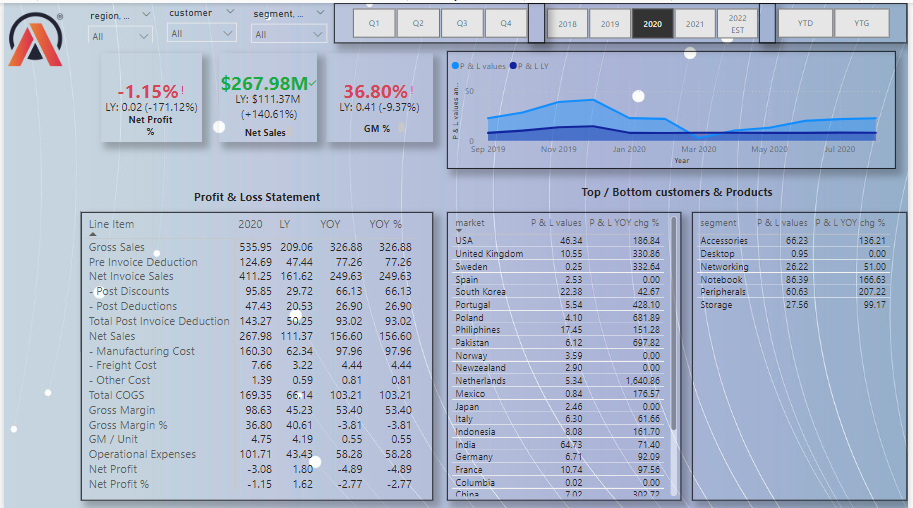 ®
region, ...
customer
segment, ...
All
All
All
Q1
Q2
Q3
Q4
2018
2019
2020
2021
2022
EST
YTD
YTG
-1.15%!
LY: 0.02 (-171.12%)
Net Profit
%
$267.98M✓
LY: $111.37M
(+140.61%)
Net Sales
36.80%!
LY: 0.41 (-9.37%)
GM %
P & L values
P & L LY
P & L values an...
50
0
Sep 2019
Nov 2019
Jan 2020
Mar 2020
May 2020
Jul 2020
Year
Profit & Loss Statement
Line Item 2020 LY YOY YOY %
Gross Sales 535.95 209.06 326.88 326.88
Pre Invoice Deduction 124.69 47.44 77.26 77.26
Net Invoice Sales 411.25 161.62 249.63 249.63
- Post Discounts 95.85 29.72 66.13 66.13
- Post Deductions 47.43 20.53 26.90 26.90
Total Post Invoice Deduction 143.27 50.25 93.02 93.02
Net Sales 267.98 111.37 156.60 156.60
- Manufacturing Cost 160.30 62.34 97.96 97.96
- Freight Cost 7.66 3.22 4.44 4.44
- Other Cost 1.39 0.59 0.81 0.81
Total COGS 169.35 66.14 103.21 103.21
Gross Margin 98.63 45.23 53.40 53.40
Gross Margin % 36.80 40.61 -3.81 -3.81
GM / Unit 4.75 4.19 0.55 0.55
Operational Expenses 101.71 43.43 58.28 58.28
Net Profit -3.08 1.80 -4.89 -4.89
Net Profit % -1.15 1.62 -2.77 -2.77
Top / Bottom customers & Products
market P & L values P & L YOY chg %
USA 46.34 186.84
United Kingdom 10.55 330.86
Sweden 0.25 332.64
Spain 2.53 0.00
South Korea 22.38 42.67
Portugal 5.54 428.10
Poland 4.10 681.89
Philiphines 17.45 151.28
Pakistan 6.12 697.82
Norway 3.59 0.00
Newzealand 2.90 0.00
Netherlands 5.34 1,640.86
Mexico 0.84 176.57
Japan 2.46 0.00
Italy 6.30 61.66
Indonesia 8.08 161.70
India 64.73 71.40
Germany 6.71 92.09
France 10.74 97.56
Columbia 0.02 0.00
China 7.02 302.72
segment P & L values P & L YOY chg %
Accessories 66.23 136.21
Desktop 0.95 0.00
Networking 26.22 51.00
Notebook 86.39 166.63
Peripherals 60.63 207.22
Storage 27.56 99.17